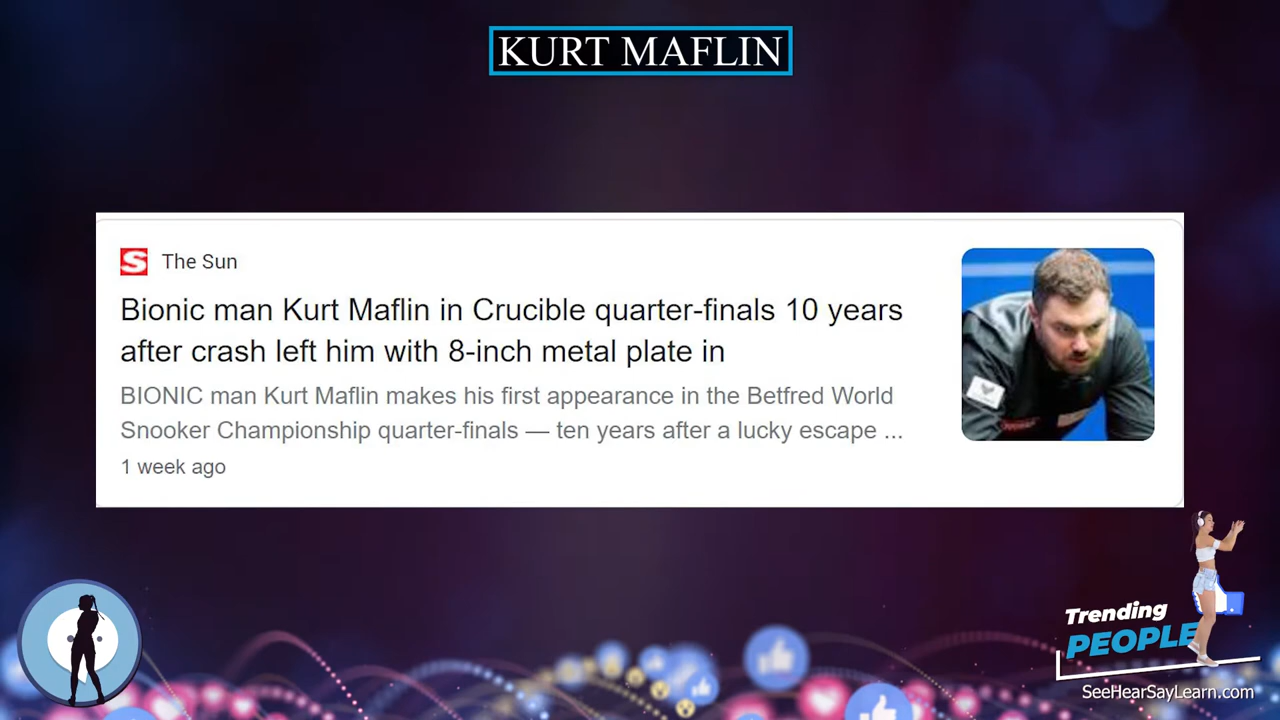 KURT MAFLIN
The Sun
Bionic man Kurt Maflin in Crucible quarter-finals 10 years
after crash left him with 8-inch metal plate in
BIONIC man Kurt Maflin makes his first appearance in the Betfred World
Snooker Championship quarter-finals — ten years after a lucky escape ...
1 week ago
Trending
PEOPLE
SeeHearSayLearn.com